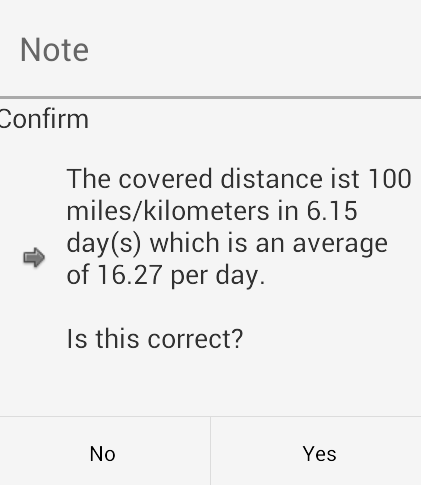 Note
Confirm
The covered distance ist 100
miles/kilometers in 6.15
day(s) which is an average
of 16.27 per day.
Is this correct?
No
Yes